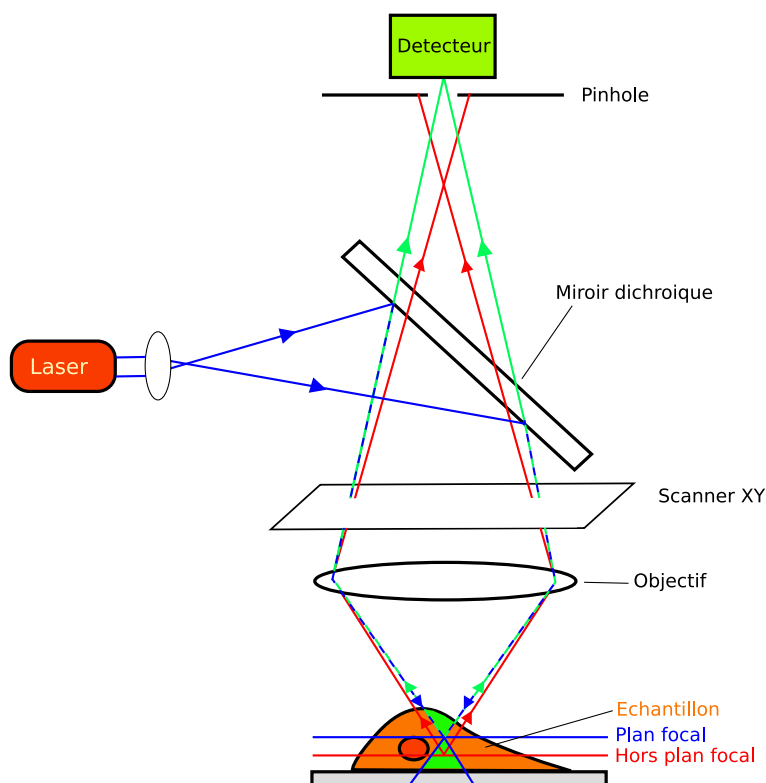 Detecteur
Pinhole
Miroir dichroique
Laser
Scanner XY
Objectif
Echantillon
Plan focal
Hors plan focal